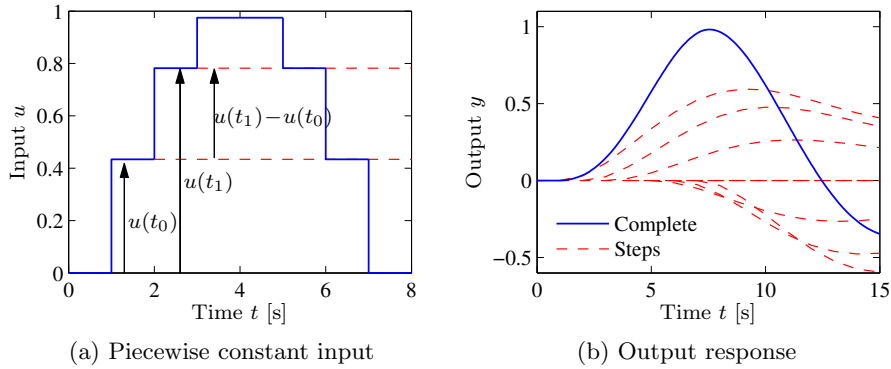 1
0.8
0.6
0.4
0.2
0
Input u
u(t₀)
u(t₁)
u(t₁)−u(t₀)
0 2 4 6 8
Time t [s]
(a) Piecewise constant input
1
0.5
0
−0.5
Output y
Complete
Steps
0 5 10 15
Time t [s]
(b) Output response